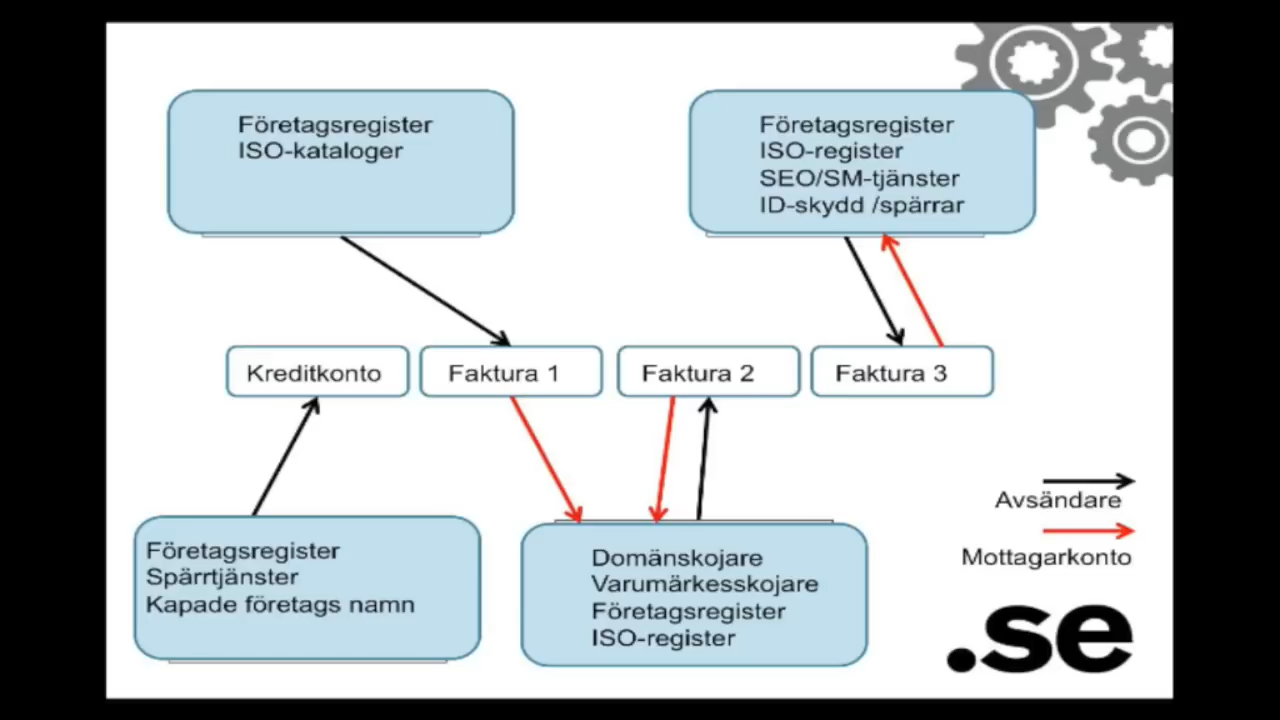 Företagsregister
ISO-kataloger
Företagsregister
ISO-register
SEO/SM-tjänster
ID-skydd /spärrar
Kreditkonto
Faktura 1
Faktura 2
Faktura 3
Företagsregister
Spärrtjänster
Kapade företags namn
Domänskojare
Varumärkesskojare
Företagsregister
ISO-register
Avsändare
Mottagarkonto
.se